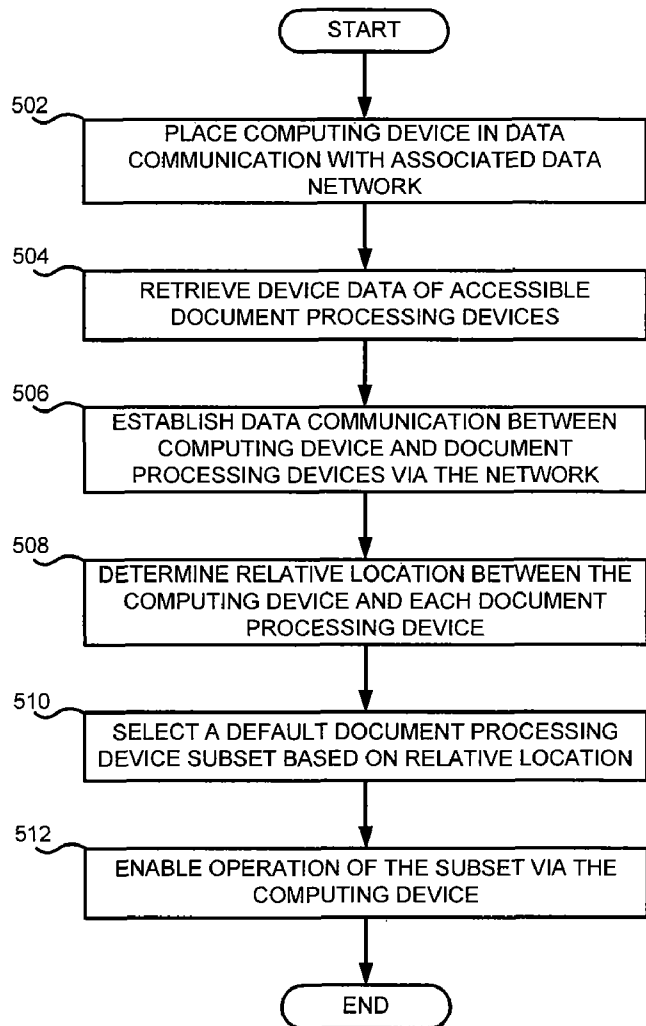 START
502
PLACE COMPUTING DEVICE IN DATA
COMMUNICATION WITH ASSOCIATED DATA
NETWORK
504
RETRIEVE DEVICE DATA OF ACCESSIBLE
DOCUMENT PROCESSING DEVICES
506
ESTABLISH DATA COMMUNICATION BETWEEN
COMPUTING DEVICE AND DOCUMENT
PROCESSING DEVICES VIA THE NETWORK
508
DETERMINE RELATIVE LOCATION BETWEEN THE
COMPUTING DEVICE AND EACH DOCUMENT
PROCESSING DEVICE
510
SELECT A DEFAULT DOCUMENT PROCESSING
DEVICE SUBSET BASED ON RELATIVE LOCATION
512
ENABLE OPERATION OF THE SUBSET VIA THE
COMPUTING DEVICE
END